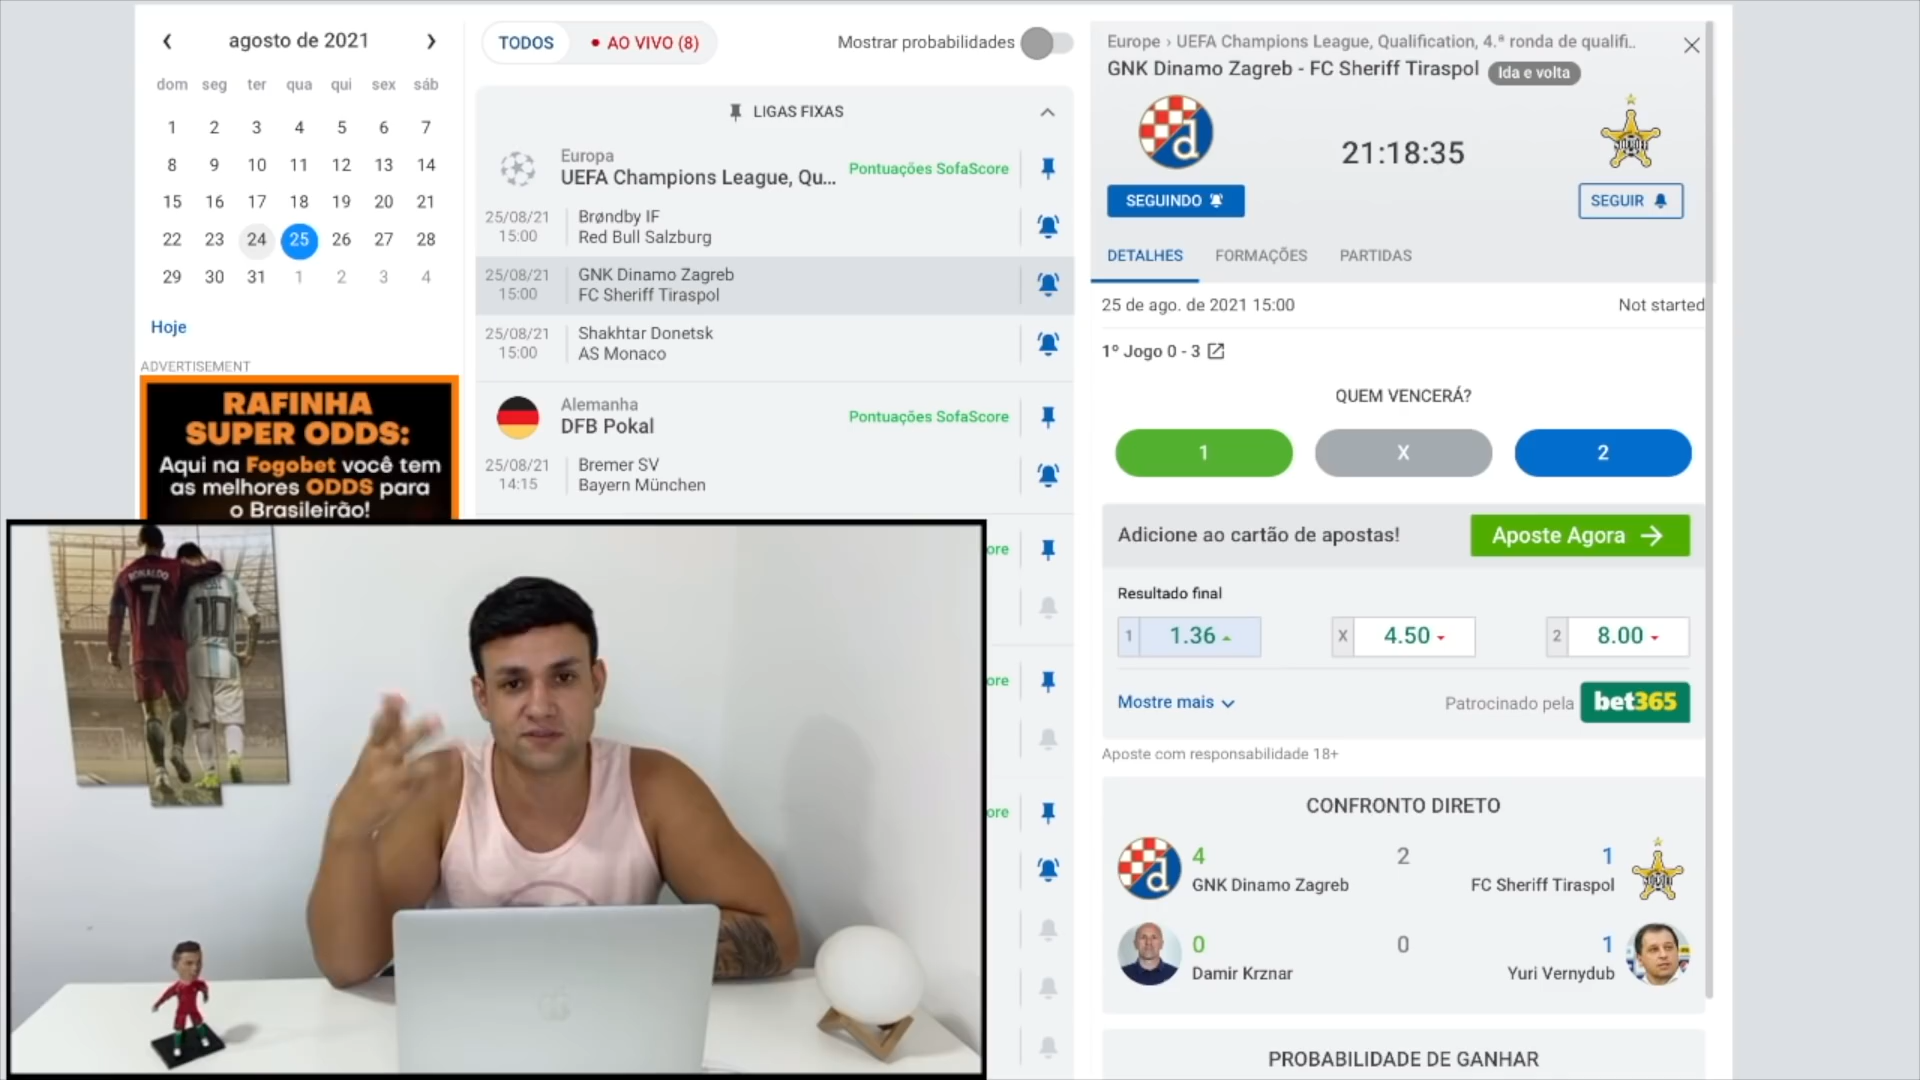 agosto de 2021
dom seg ter qua qui sex sáb
1 2 3 4 5 6 7
8 9 10 11 12 13 14
15 16 17 18 19 20 21
22 23 24 25 26 27 28
29 30 31 1 2 3 4
Hoje
ADVERTISEMENT
RAFINHA
SUPER ODDS:
Aqui na Fogobet você tem
as melhores ODDS para
o Brasileirão!
TODOS
AO VIVO (8)
Mostrar probabilidades
LIGAS FIXAS
Europa
UEFA Champions League, Qu...
Pontuações SofaScore
25/08/21
15:00
Brøndby IF
Red Bull Salzburg
25/08/21
15:00
GNK Dinamo Zagreb
FC Sheriff Tiraspol
25/08/21
15:00
Shakhtar Donetsk
AS Monaco
Alemanha
DFB Pokal
Pontuações SofaScore
25/08/21
14:15
Bremer SV
Bayern München
ore
ore
ore
RONALDO
7
10
Europe › UEFA Champions League, Qualification, 4.ª ronda de qualifi..
GNK Dinamo Zagreb - FC Sheriff Tiraspol
Ida e volta
21:18:35
SEGUINDO
SEGUIR
DETALHES
FORMAÇÕES
PARTIDAS
25 de ago. de 2021 15:00
Not started
1º Jogo 0 - 3
QUEM VENCERÁ?
1
X
2
Adicione ao cartão de apostas!
Aposte Agora
Resultado final
1 1.36
X 4.50
2 8.00
Mostre mais
Patrocinado pela
bet365
Aposte com responsabilidade 18+
CONFRONTO DIRETO
4 2 1
GNK Dinamo Zagreb
FC Sheriff Tiraspol
0 0 1
Damir Krznar
Yuri Vernydub
PROBABILIDADE DE GANHAR